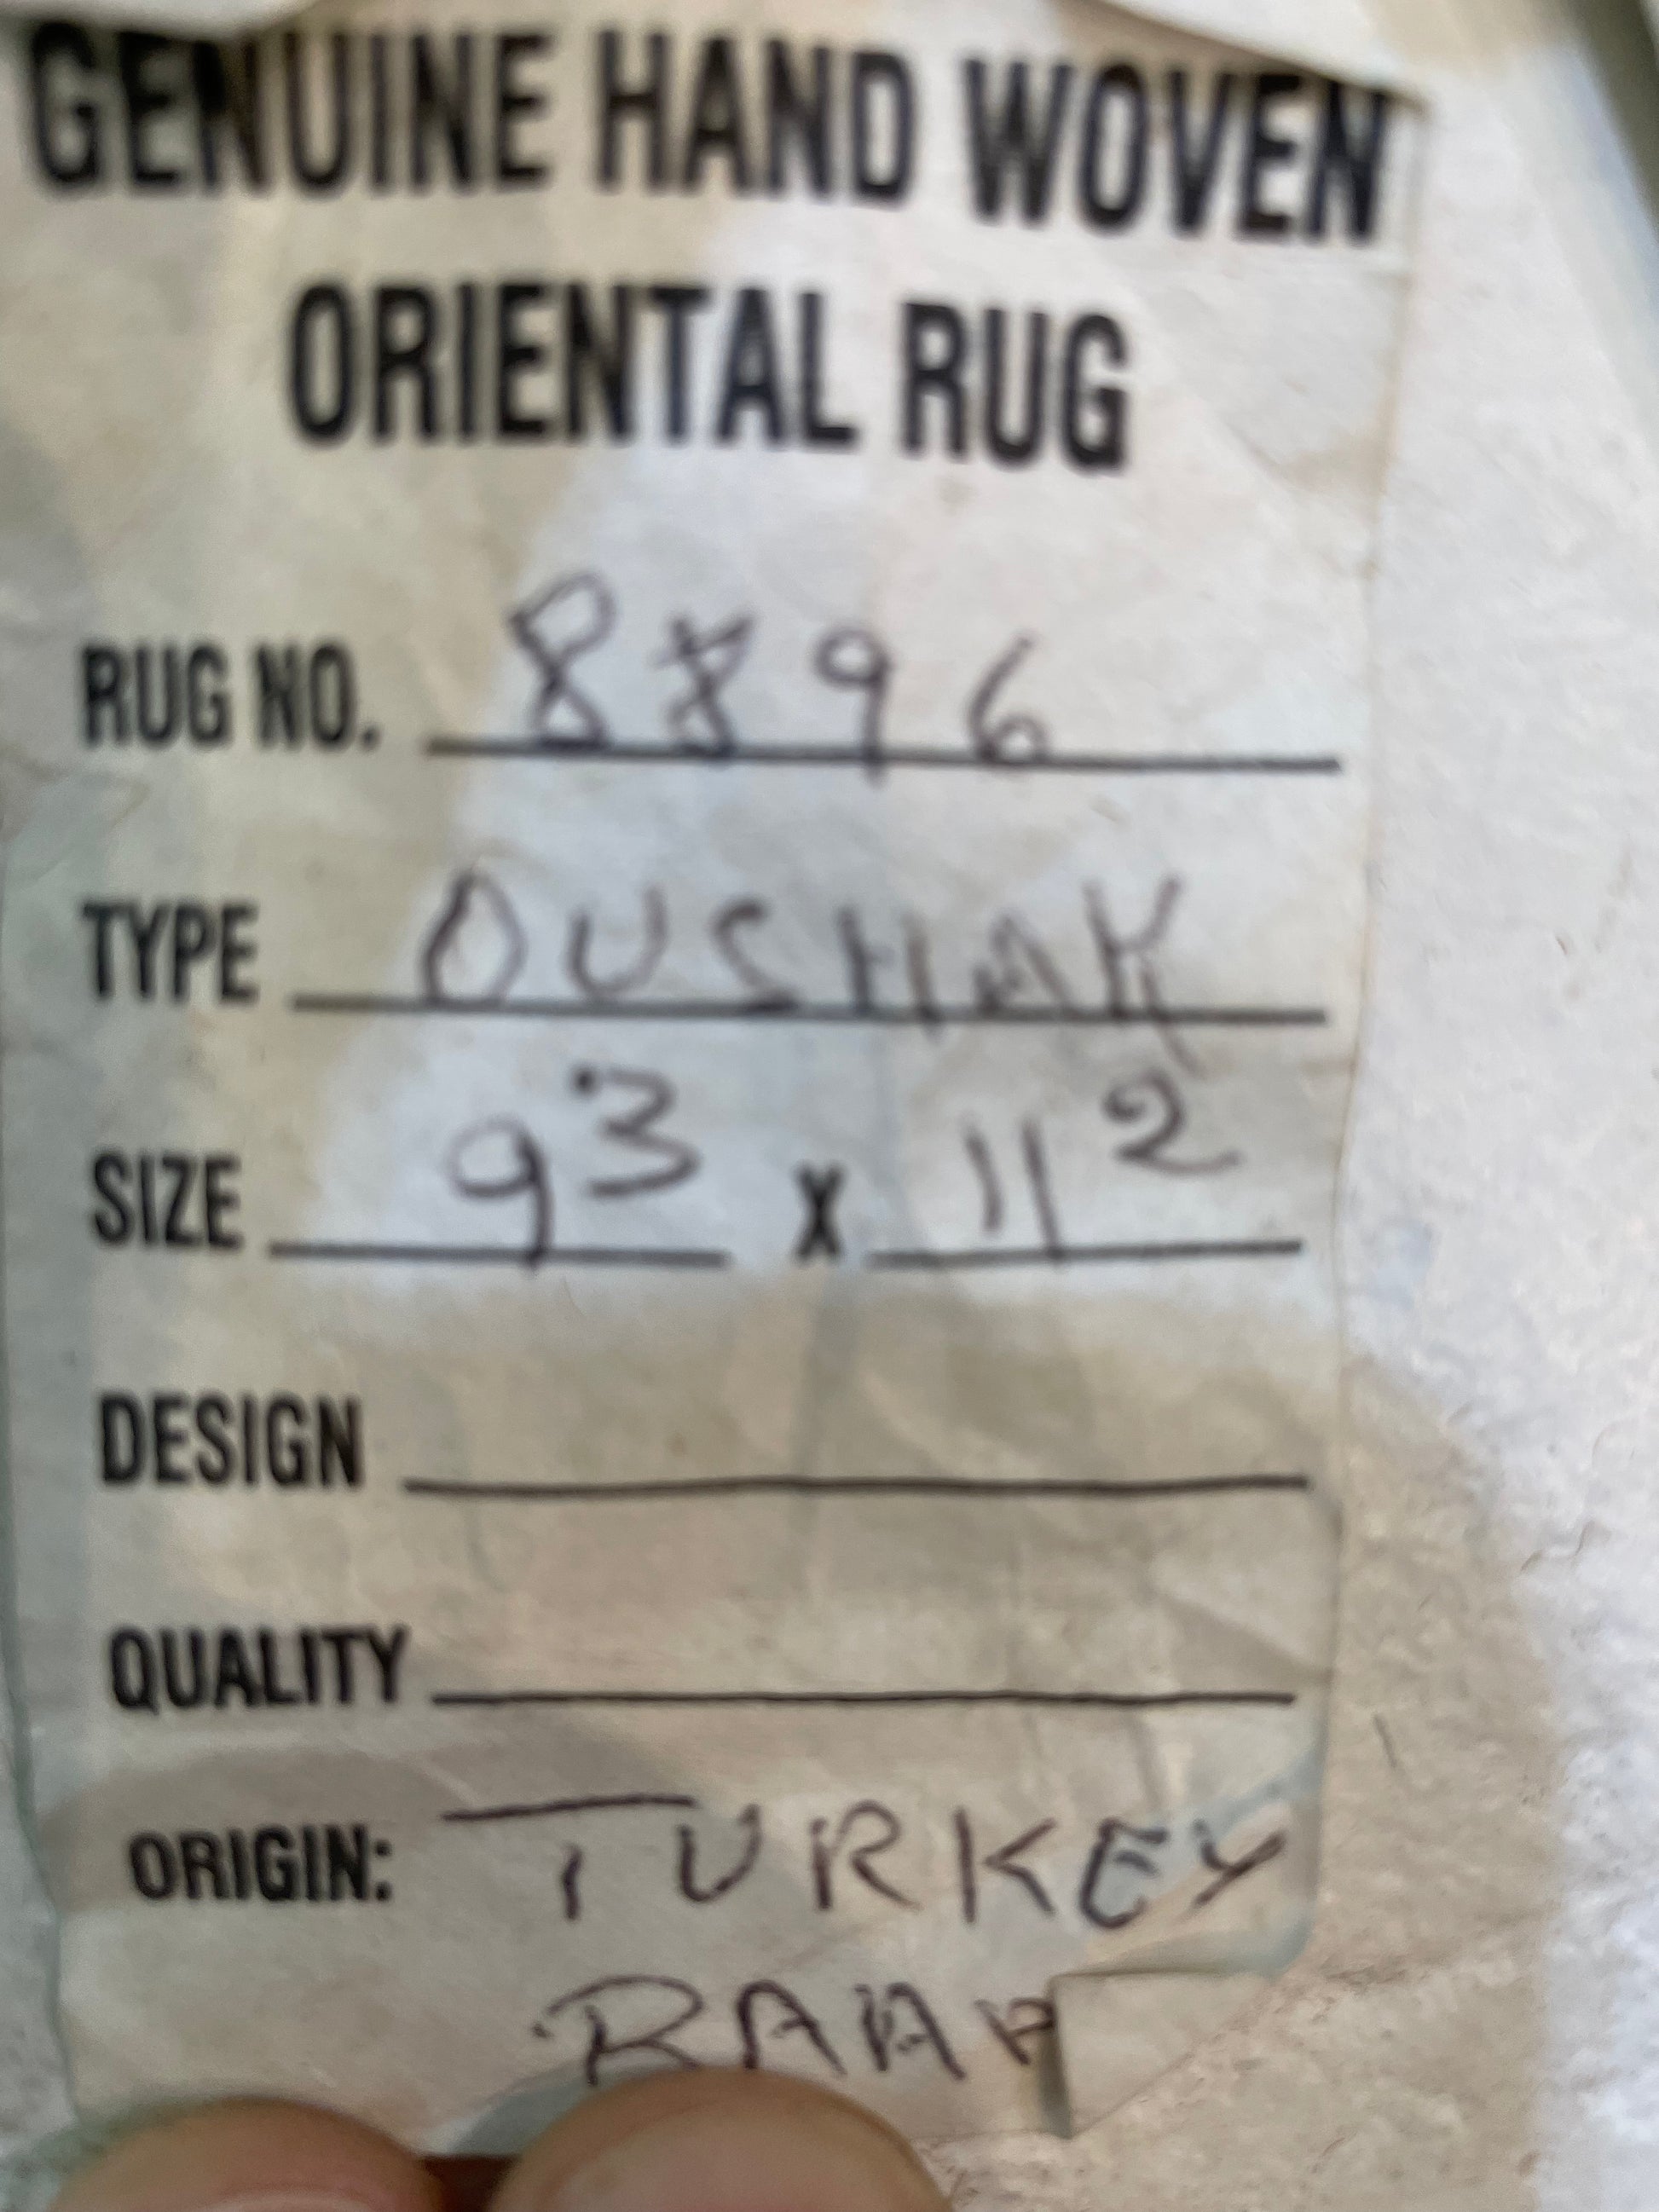 GENUINE HAND WOVEN
ORIENTAL RUG
RUG NO. 8896
TYPE OUSHAK
SIZE 9³ X 11²
DESIGN
QUALITY
ORIGIN: TURKEY